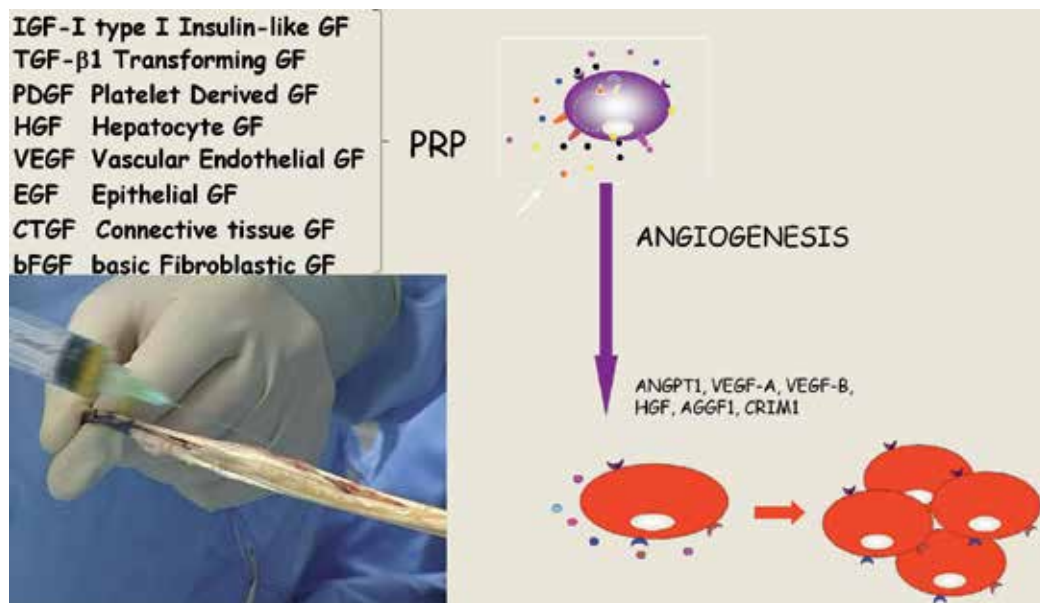 IGF-I type I Insulin-like GF
TGF-β1 Transforming GF
PDGF Platelet Derived GF
HGF Hepatocyte GF
VEGF Vascular Endothelial GF
EGF Epithelial GF
CTGF Connective tissue GF
bFGF basic Fibroblastic GF
PRP
ANGIOGENESIS
ANGPT1, VEGF-A, VEGF-B,
HGF, AGGF1, CRIM1